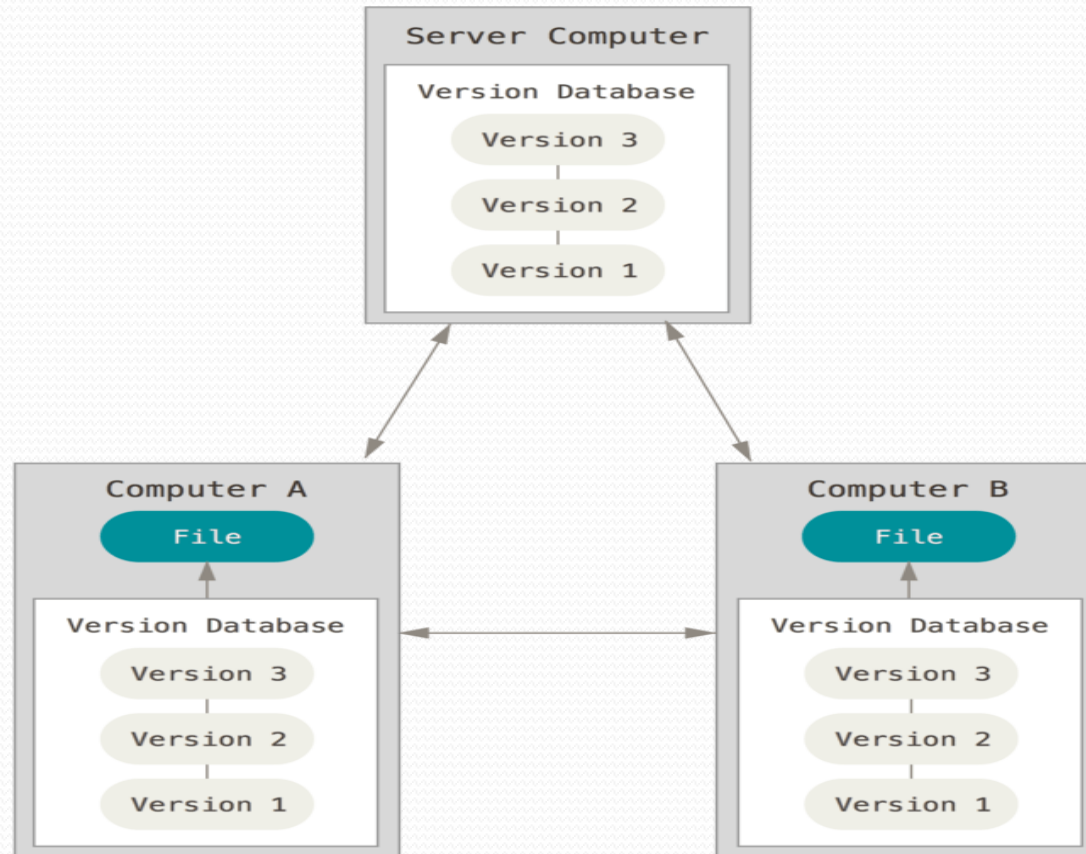 Server Computer
Version Database
Version 3
Version 2
Version 1
Computer A
File
Version Database
Version 3
Version 2
Version 1
Computer B
File
Version Database
Version 3
Version 2
Version 1